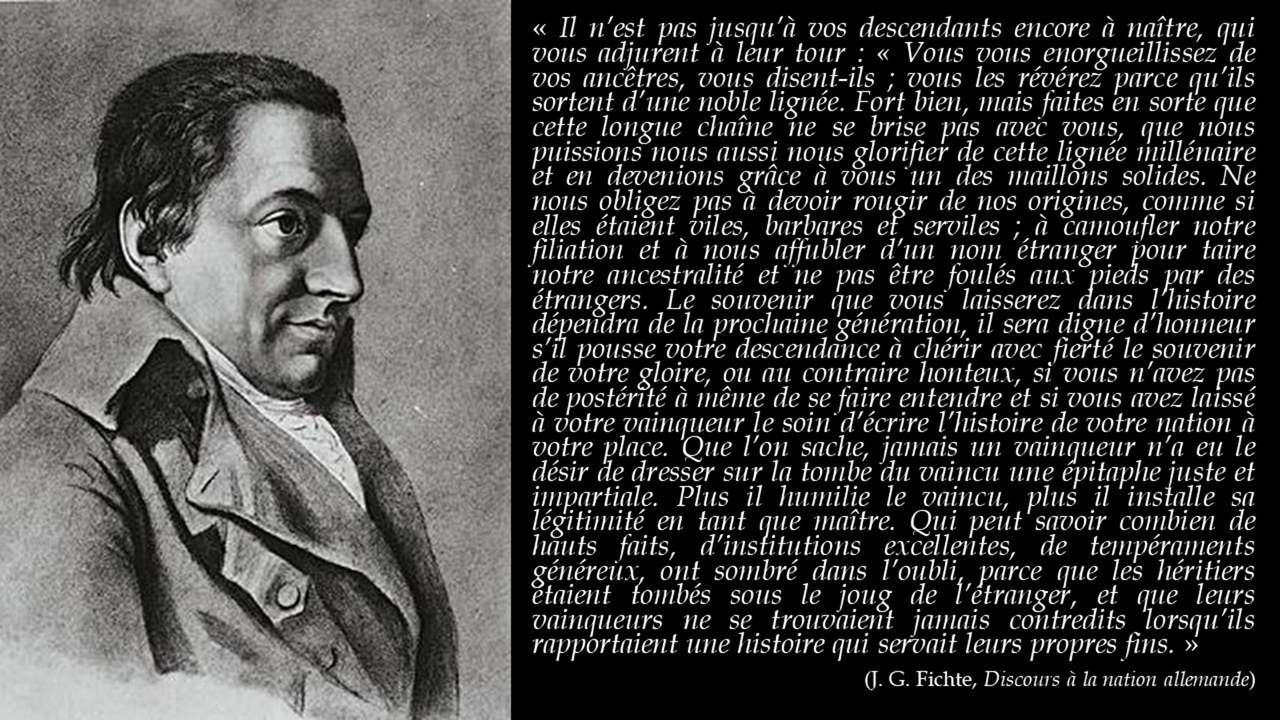 « Il n’est pas jusqu’à vos descendants encore à naître, qui
vous adjurent à leur tour : « Vous vous enorgueillissez de
vos ancêtres, vous disent-ils ; vous les révérez parce qu’ils
sortent d’une noble lignée. Fort bien, mais faites en sorte que
cette longue chaîne ne se brise pas avec vous, que nous
puissions nous aussi nous glorifier de cette lignée millénaire
et en devenions grâce à vous un des maillons solides. Ne
nous obligez pas à devoir rougir de nos origines, comme si
elles étaient viles, barbares et serviles ; à camoufler notre
filiation et à nous affubler d’un nom étranger pour taire
notre ancestralité et ne pas être foulés aux pieds par des
étrangers. Le souvenir que vous laisserez dans l’histoire
dépendra de la prochaine génération, il sera digne d’honneur
s’il pousse votre descendance à chérir avec fierté le souvenir
de votre gloire, ou au contraire honteux, si vous n’avez pas
de postérité à même de se faire entendre et si vous avez laissé
à votre vainqueur le soin d’écrire l’histoire de votre nation à
votre place. Que l’on sache, jamais un vainqueur n’a eu le
désir de dresser sur la tombe du vaincu une épitaphe juste et
impartiale. Plus il humilie le vaincu, plus il installe sa
légitimité en tant que maître. Qui peut savoir combien de
hauts faits, d’institutions excellentes, de tempéraments
généreux, ont sombré dans l’oubli, parce que les héritiers
étaient tombés sous le joug de l’étranger, et que leurs
vainqueurs ne se trouvaient jamais contredits lorsqu’ils
rapportaient une histoire qui servait leurs propres fins. »
(J. G. Fichte, Discours à la nation allemande)